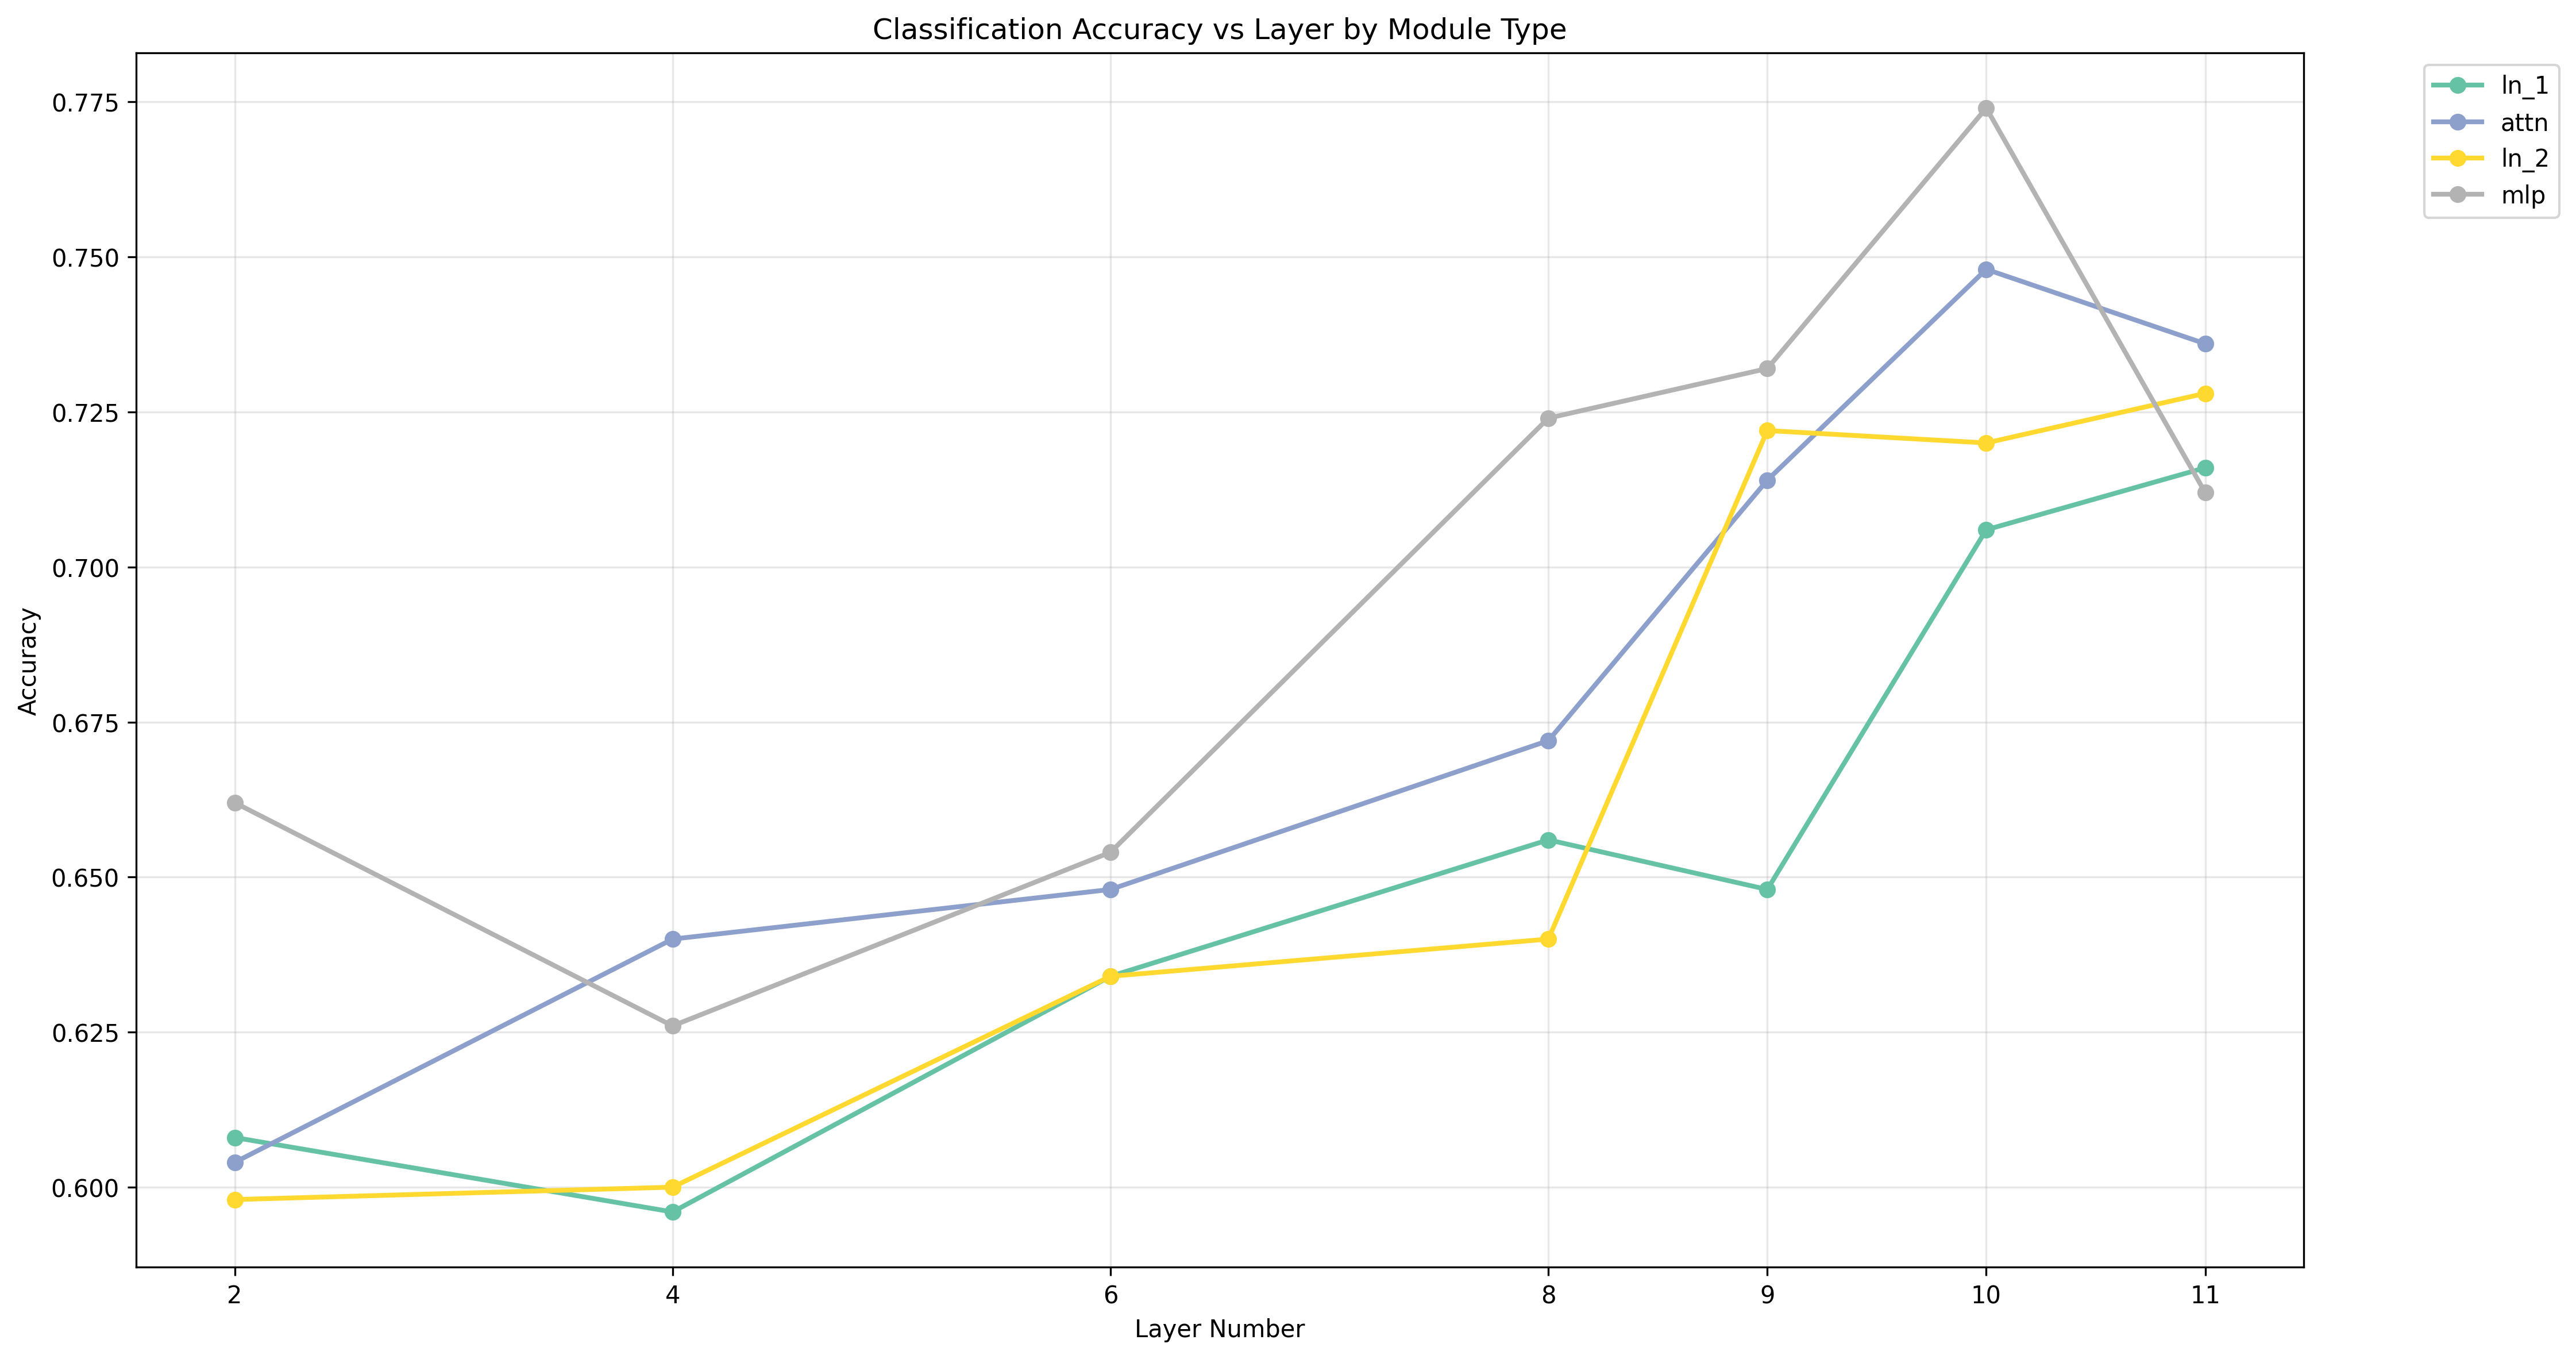 Classification Accuracy vs Layer by Module Type
ln_1
attn
ln_2
mlp
Accuracy
0.775
0.750
0.725
0.700
0.675
0.650
0.625
0.600
2 4 6 8 9 10 11
Layer Number